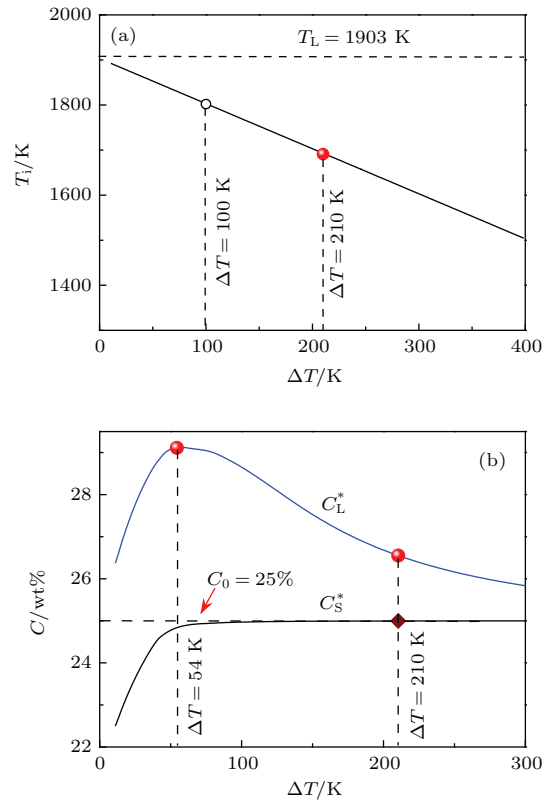 (a)
T_L = 1903 K
2000
1800
1600
1400
T_i/K
ΔT = 100 K
ΔT = 210 K
0 100 200 300 400
ΔT/K
(b)
28
26
24
22
C/wt%
C_L^*
C_0 = 25%
C_S^*
ΔT = 54 K
ΔT = 210 K
0 100 200 300
ΔT/K